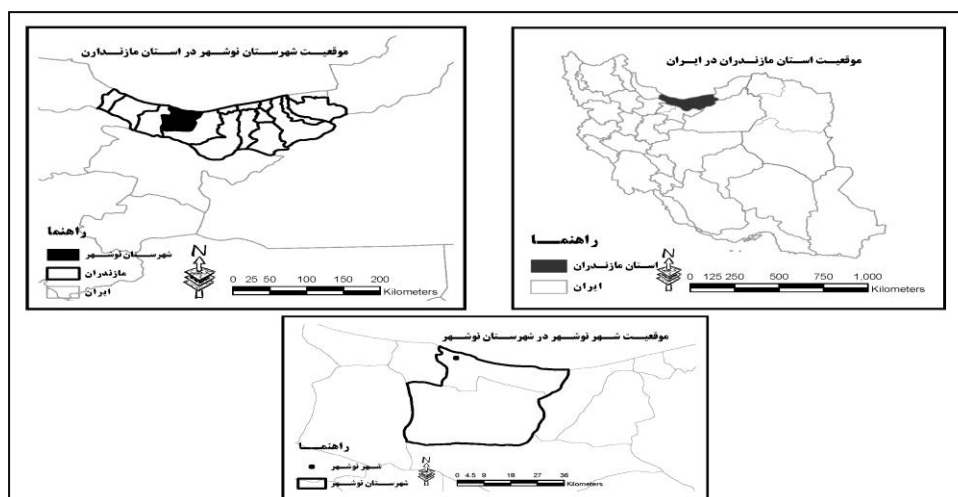 موقعیت استان مازندران در ایران
N
راهنمـــا
استان مازندران
ایران
0 125 250 500 750 1.000
Kilometers
موقعیت شهرستان نوشهر در استان مازندارن
N
راهنما
شهرستان نوشهر
مازندران
ایران
0 25 50 100 150 200
Kilometers
موقعیت شهر نوشهر در شهرستان نوشهر
N
راهنمـــا
شهر نوشهر
شهرستان نوشهر
0 4.5 9 18 27 36
Kilometers